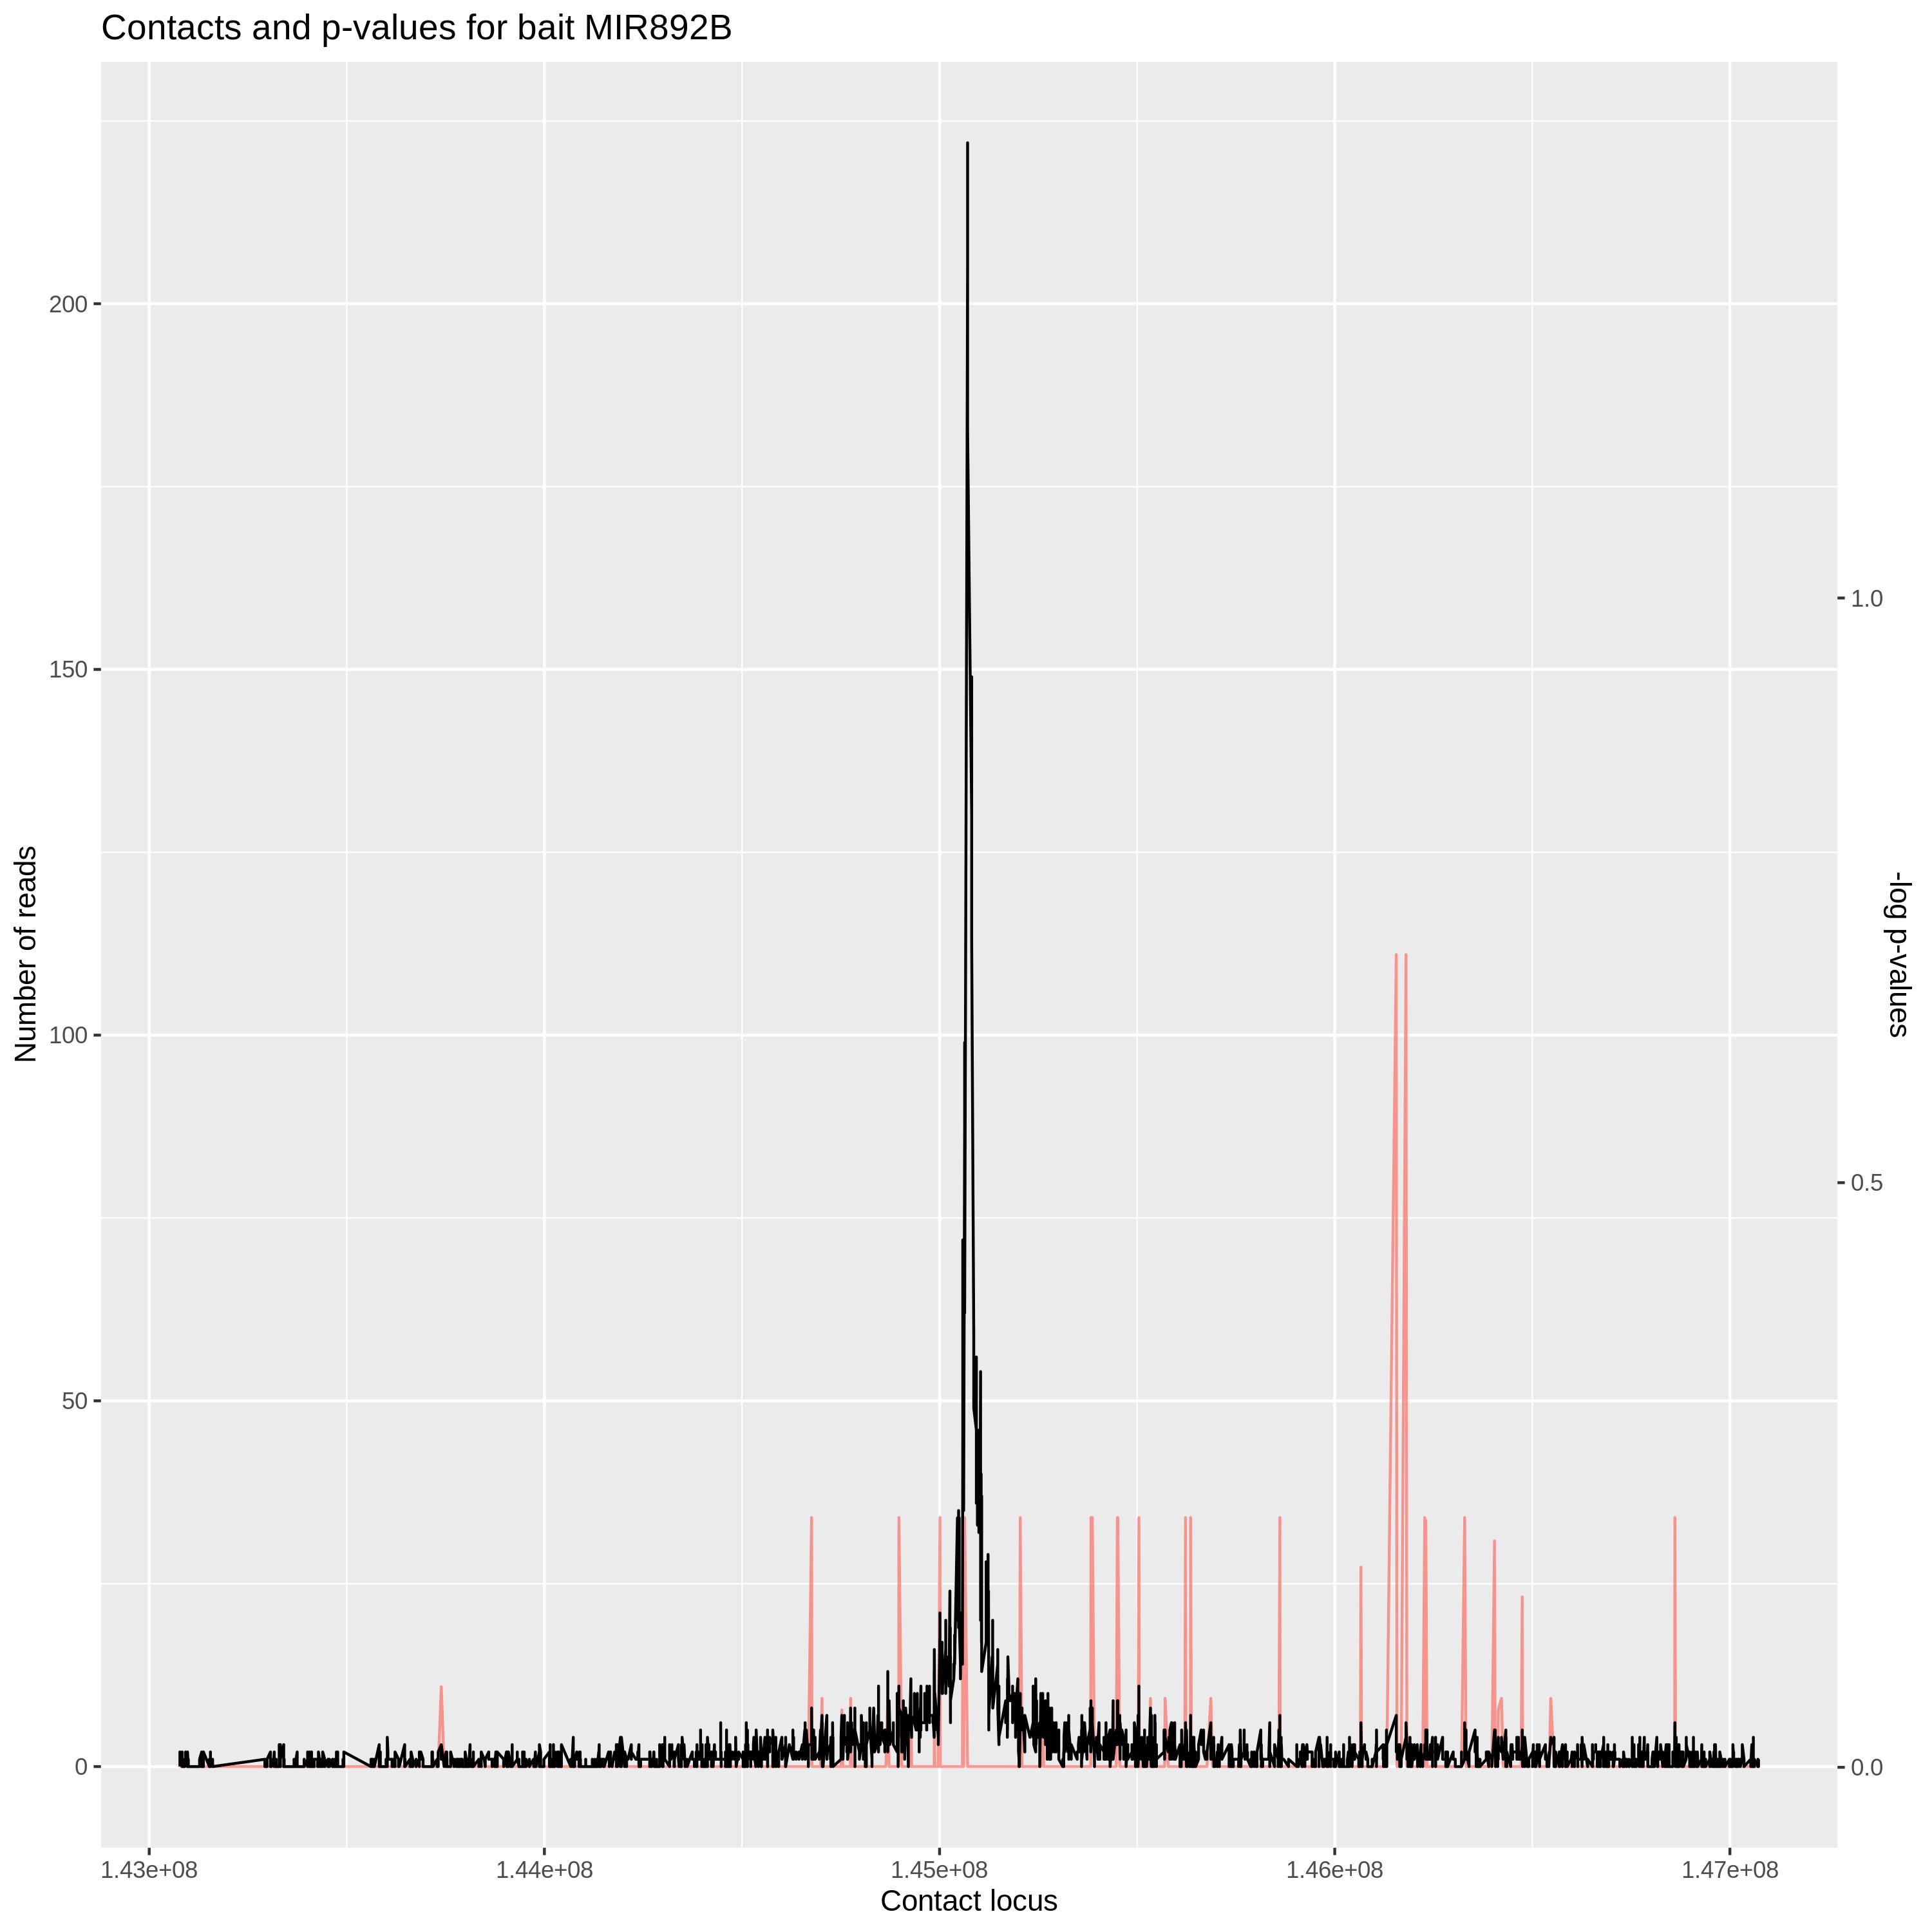 Contacts and p-values for bait MIR892B
Number of reads
200
150
100
50
0
1.0
0.5
0.0
-log p-values
1.43e+08
1.44e+08
1.45e+08
1.46e+08
1.47e+08
Contact locus